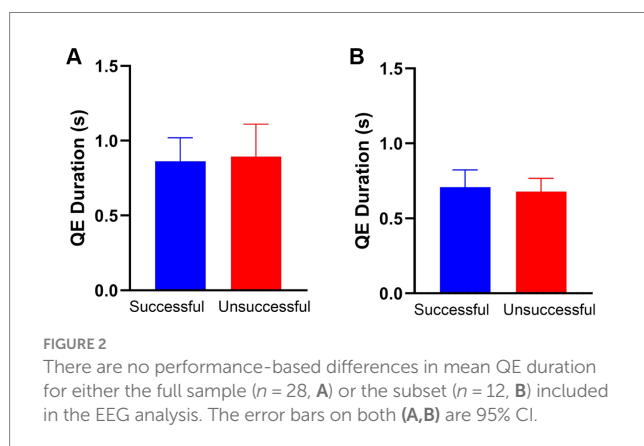 A
QE Duration (s)
1.5
1.0
0.5
0.0
Successful Unsuccessful
B
QE Duration (s)
1.5
1.0
0.5
0.0
Successful Unsuccessful
FIGURE 2
There are no performance-based differences in mean QE duration
for either the full sample (n = 28, A) or the subset (n = 12, B) included
in the EEG analysis. The error bars on both (A,B) are 95% CI.